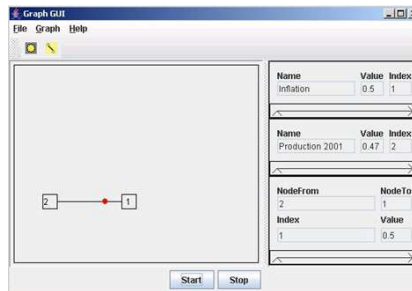 Graph GUI
File Graph Help
Name Value Index
Inflation 0.5 1
Name Value Index
Production 2001 0.47 2
NodeFrom NodeTo
2 1
Index Value
1 0.5
2 1
Start Stop